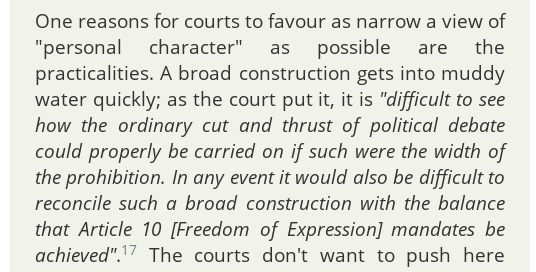 One reasons for courts to favour as narrow a view of
"personal character" as possible are the
practicalities. A broad construction gets into muddy
water quickly; as the court put it, it is "difficult to see
how the ordinary cut and thrust of political debate
could properly be carried on if such were the width of
the prohibition. In any event it would also be difficult to
reconcile such a broad construction with the balance
that Article 10 [Freedom of Expression] mandates be
achieved".17 The courts don't want to push here